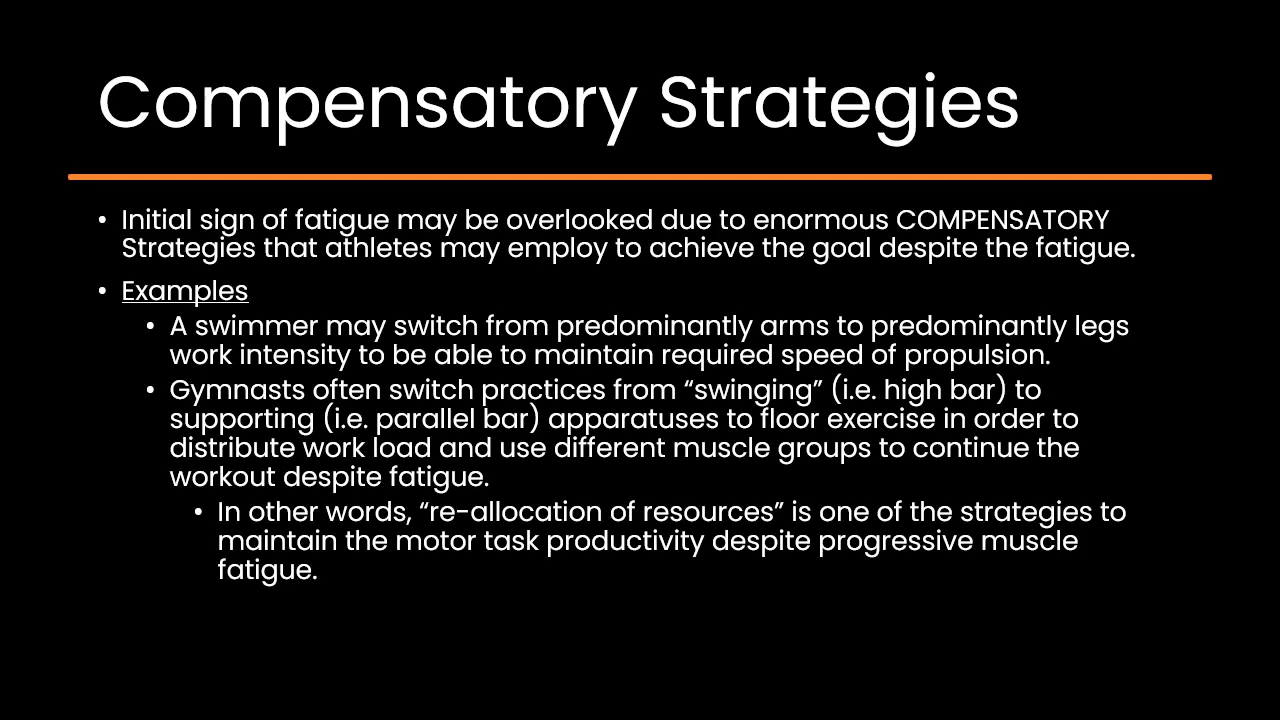 Compensatory Strategies
• Initial sign of fatigue may be overlooked due to enormous COMPENSATORY
Strategies that athletes may employ to achieve the goal despite the fatigue.
• Examples
• A swimmer may switch from predominantly arms to predominantly legs
work intensity to be able to maintain required speed of propulsion.
• Gymnasts often switch practices from “swinging” (i.e. high bar) to
supporting (i.e. parallel bar) apparatuses to floor exercise in order to
distribute work load and use different muscle groups to continue the
workout despite fatigue.
• In other words, “re-allocation of resources” is one of the strategies to
maintain the motor task productivity despite progressive muscle
fatigue.